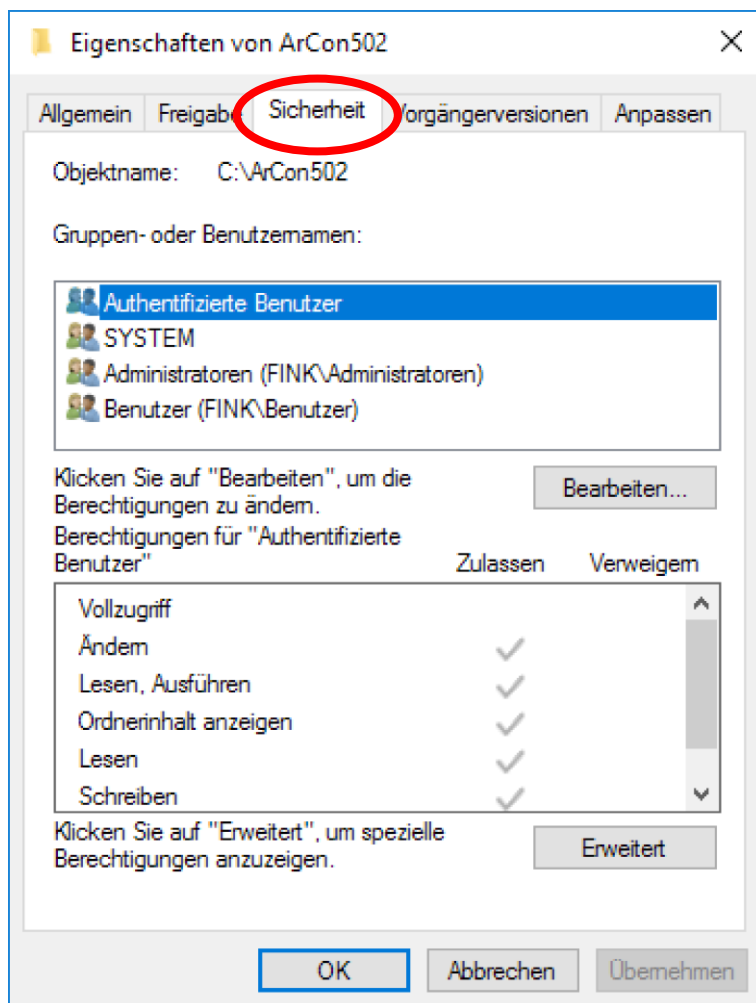 Eigenschaften von ArCon502
Allgemein Freigabe Sicherheit Vorgängerversionen Anpassen
Objektname: C:\ArCon502
Gruppen- oder Benutzernamen:
Authentifizierte Benutzer
SYSTEM
Administratoren (FINK\Administratoren)
Benutzer (FINK\Benutzer)
Klicken Sie auf "Bearbeiten", um die
Berechtigungen zu ändern.
Bearbeiten...
Berechtigungen für "Authentifizierte
Benutzer" Zulassen Verweigern
Vollzugriff
Ändern
Lesen, Ausführen
Ordnerinhalt anzeigen
Lesen
Schreiben
Klicken Sie auf "Erweitert", um spezielle
Berechtigungen anzuzeigen.
Erweitert
OK Abbrechen Übernehmen